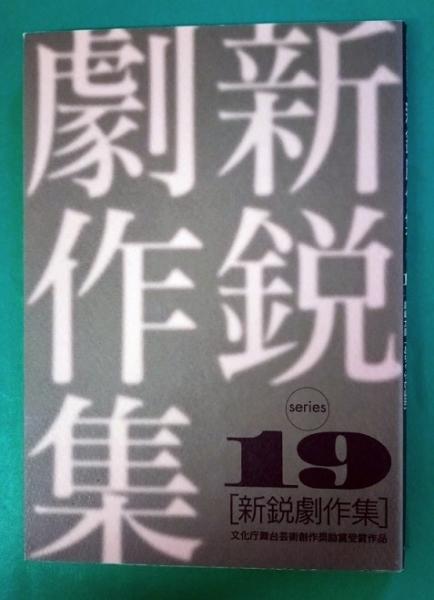 新鋭
劇作集
series
19
[新鋭劇作集]
文化庁舞台芸術創作奨励賞受賞作品